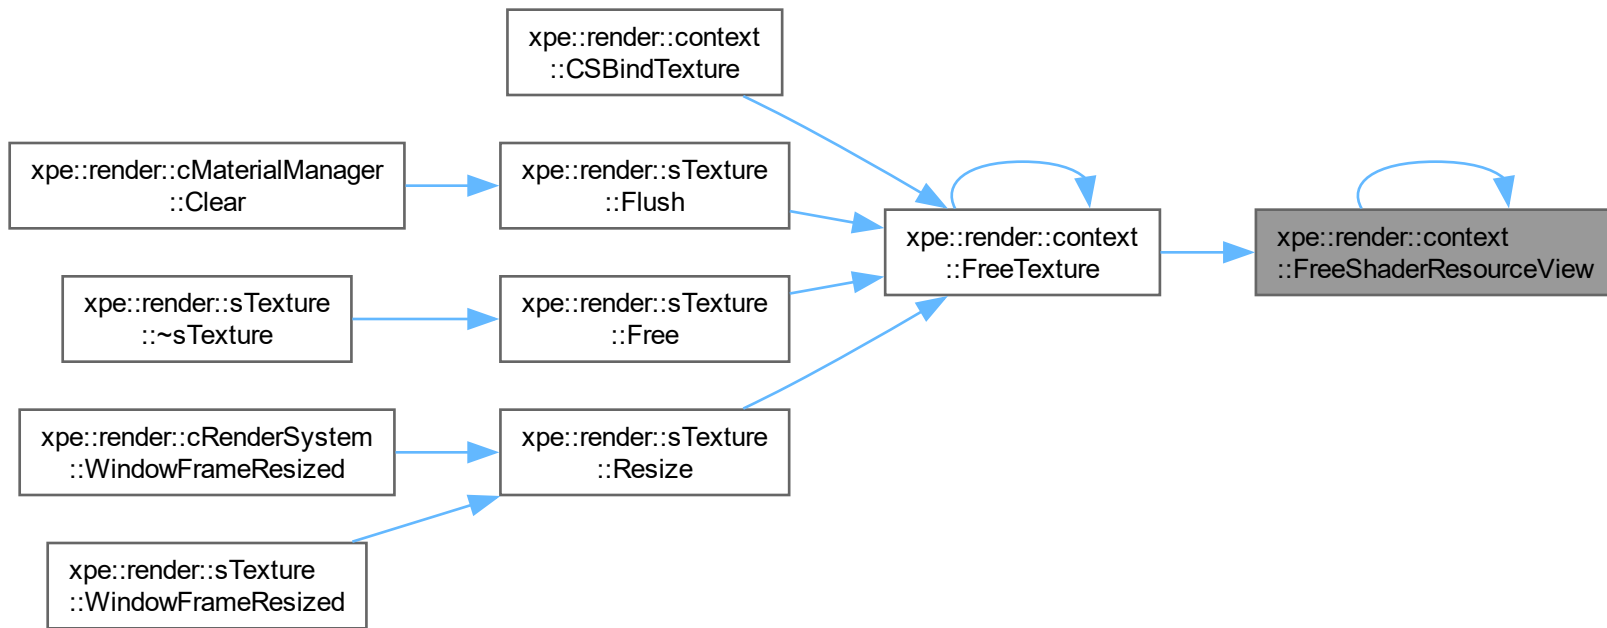 xpe::render::context
::CSBindTexture
xpe::render::cMaterialManager
::Clear
xpe::render::sTexture
::Flush
xpe::render::context
::FreeTexture
xpe::render::context
::FreeShaderResourceView
xpe::render::sTexture
::~sTexture
xpe::render::sTexture
::Free
xpe::render::cRenderSystem
::WindowFrameResized
xpe::render::sTexture
::Resize
xpe::render::sTexture
::WindowFrameResized